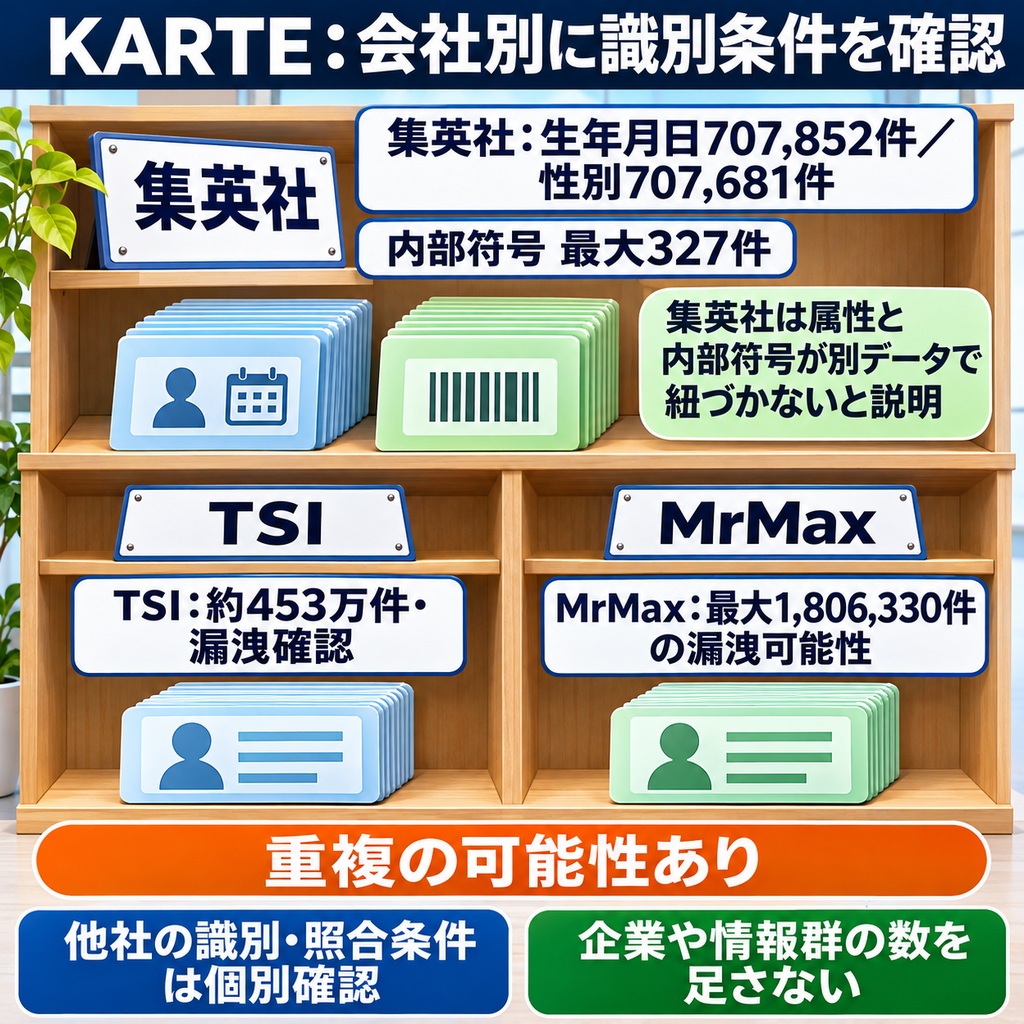 KARTE：会社別に識別条件を確認
集英社
集英社：生年月日707,852件／
性別707,681件
内部符号 最大327件
集英社は属性と
内部符号が別データで
紐づかないと説明
TSI
MrMax
TSI：約453万件・
漏洩確認
MrMax：最大1,806,330件
の漏洩可能性
重複の可能性あり
他社の識別・照合条件
は個別確認
企業や情報群の数を
足さない